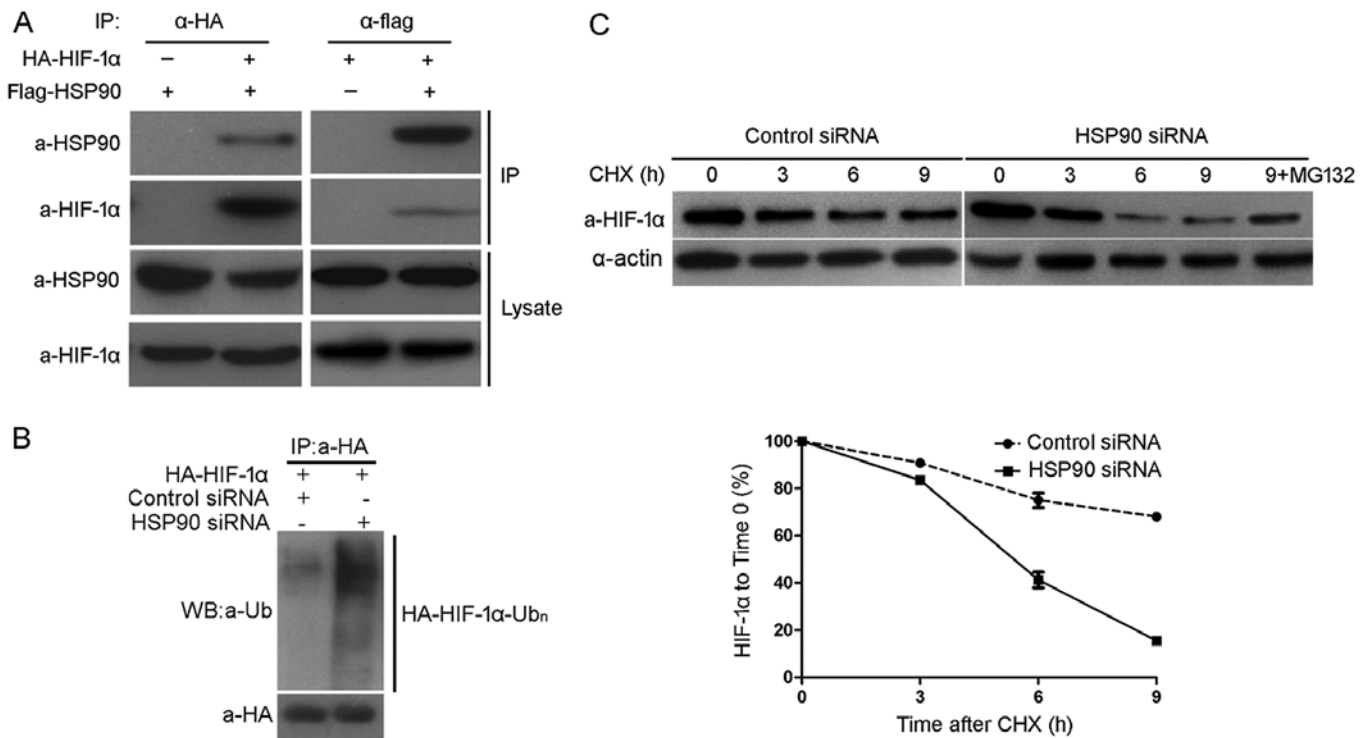 A
IP: α-HA α-flag
HA-HIF-1α – + + +
Flag-HSP90 + + – +
a-HSP90
a-HIF-1α
IP
a-HSP90
a-HIF-1α
Lysate
B
IP:a-HA
HA-HIF-1α + +
Control siRNA + -
HSP90 siRNA - +
WB:a-Ub
HA-HIF-1α-Ubn
a-HA
C
Control siRNA HSP90 siRNA
CHX (h) 0 3 6 9 0 3 6 9 9+MG132
a-HIF-1α
α-actin
HIF-1α to Time 0 (%)
100
80
60
40
20
0
Control siRNA
HSP90 siRNA
0 3 6 9
Time after CHX (h)